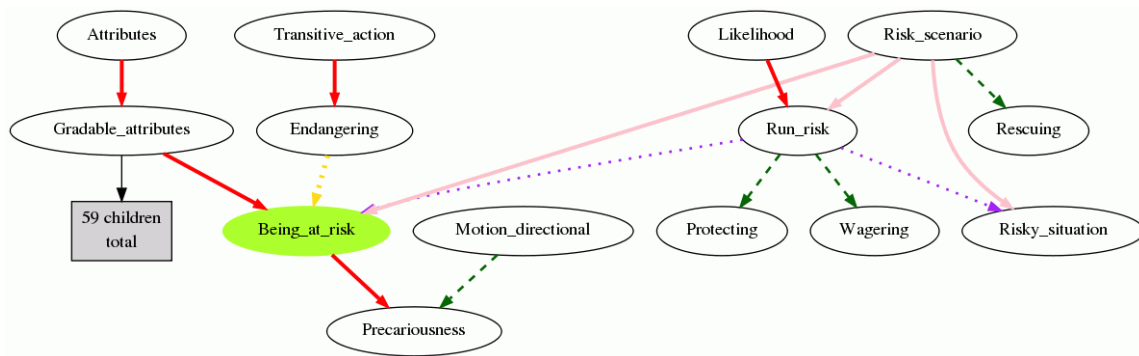 Attributes
Transitive_action
Likelihood
Risk_scenario
Gradable_attributes
Endangering
Run_risk
Rescuing
59 children
total
Being_at_risk
Motion_directional
Protecting
Wagering
Risky_situation
Precariousness